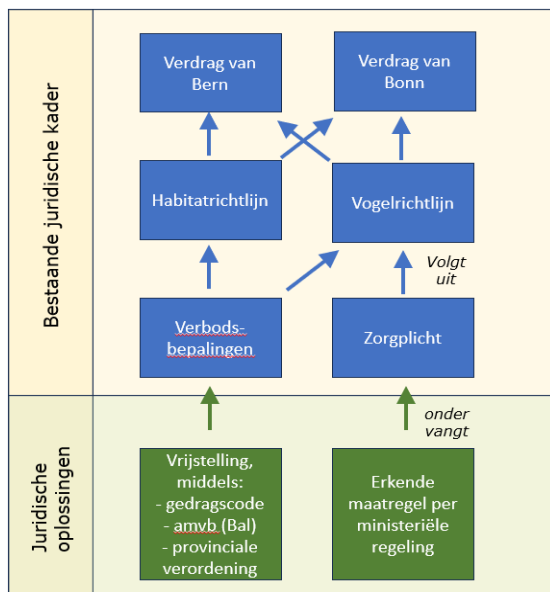 Bestaande juridische kader
Verdrag van
Bern
Verdrag van
Bonn
Habitatrichtlijn
Vogelrichtlijn
Volgt
uit
Verbods-
bepalingen
Zorgplicht
Juridische
oplossingen
onder
vangt
Vrijstelling,
middels:
- gedragscode
- amvb (Bal)
- provinciale
verordening
Erkende
maatregel per
ministeriële
regeling